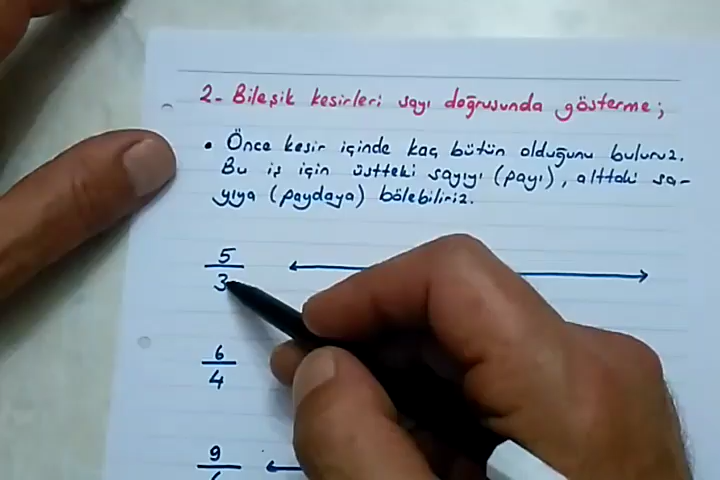 2- Bileşik kesirleri sayı doğrusunda gösterme;
• Önce kesir içinde kaç bütün olduğunu buluruz.
Bu iş için üstteki sayıyı (payı), alttaki sa-
yıya (paydaya) bölebiliriz.
5
3
6
4
9